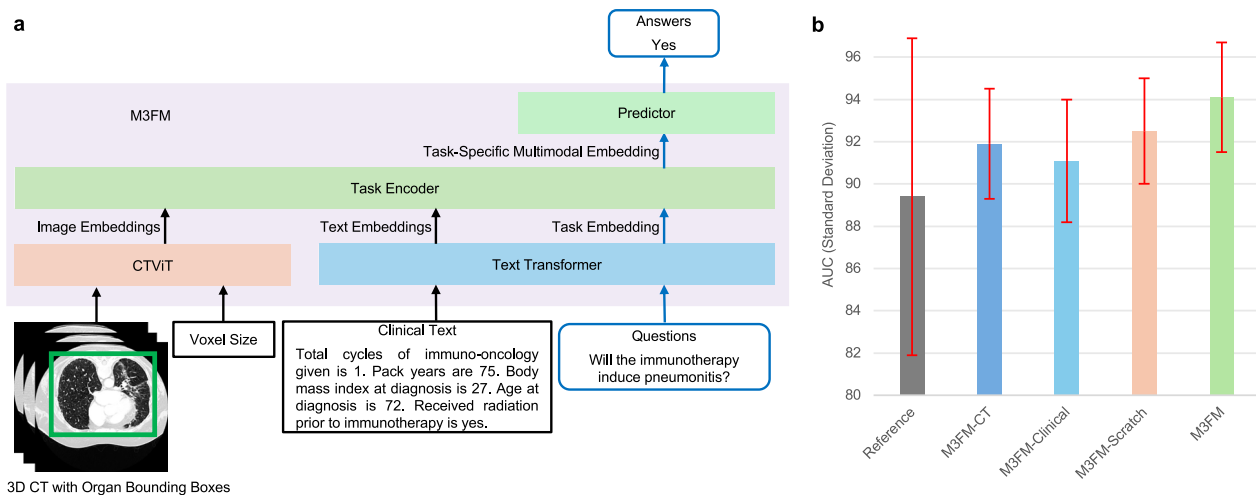 a
Answers
Yes
M3FM
Predictor
Task-Specific Multimodal Embedding
Task Encoder
Image Embeddings
Text Embeddings
Task Embedding
CTViT
Text Transformer
Voxel Size
Clinical Text
Total cycles of immuno-oncology
given is 1. Pack years are 75. Body
mass index at diagnosis is 27. Age at
diagnosis is 72. Received radiation
prior to immunotherapy is yes.
Questions
Will the immunotherapy
induce pneumonitis?
3D CT with Organ Bounding Boxes
b
AUC (Standard Deviation)
96
94
92
90
88
86
84
82
80
Reference
M3FM-CT
M3FM-Clinical
M3FM-Scratch
M3FM